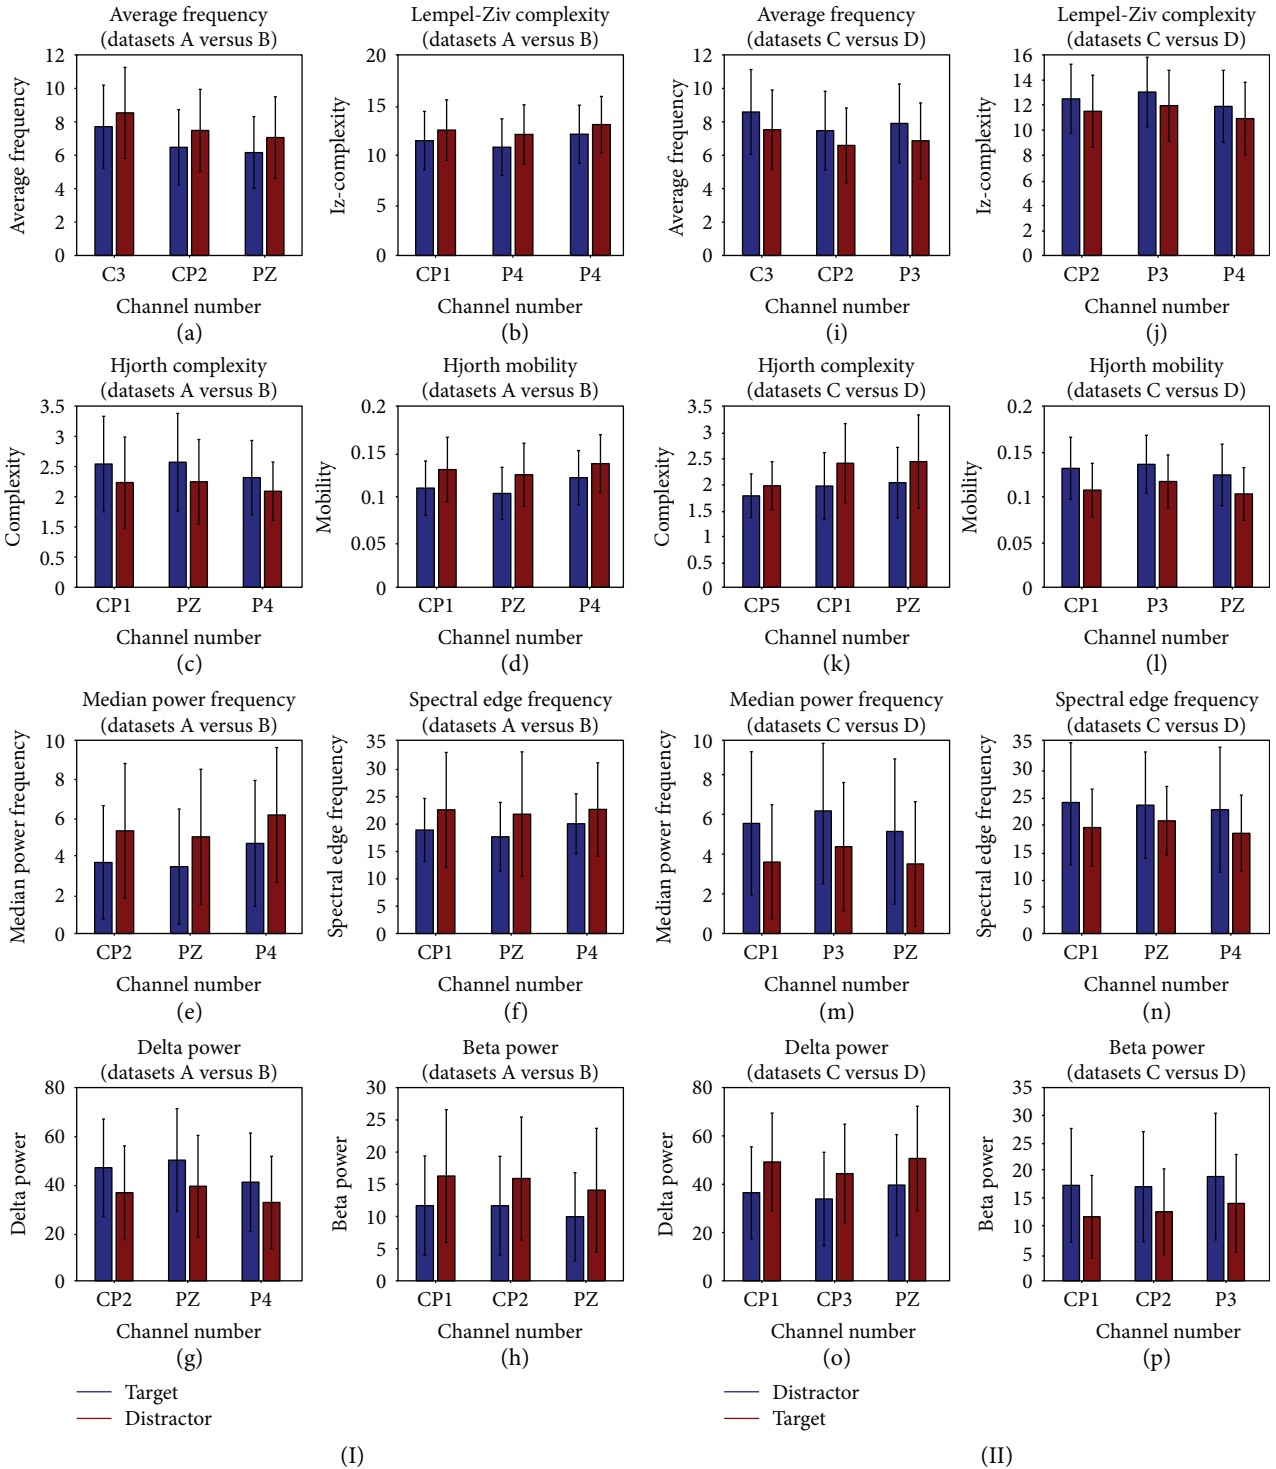 Average frequency
(datasets A versus B)
Average frequency
12
10
8
6
4
2
0
C3 CP2 PZ
Channel number
(a)
Lempel-Ziv complexity
(datasets A versus B)
Iz-complexity
20
15
10
5
0
CP1 P4 P4
Channel number
(b)
Average frequency
(datasets C versus D)
Average frequency
12
10
8
6
4
2
0
C3 CP2 P3
Channel number
(i)
Lempel-Ziv complexity
(datasets C versus D)
Iz-complexity
16
14
12
10
8
6
4
2
0
CP2 P3 P4
Channel number
(j)
Hjorth complexity
(datasets A versus B)
Complexity
3.5
3
2.5
2
1.5
1
0.5
0
CP1 PZ P4
Channel number
(c)
Hjorth mobility
(datasets A versus B)
Mobility
0.2
0.15
0.1
0.05
0
CP1 PZ P4
Channel number
(d)
Hjorth complexity
(datasets C versus D)
Complexity
3.5
3
2.5
2
1.5
1
0.5
0
CP5 CP1 PZ
Channel number
(k)
Hjorth mobility
(datasets C versus D)
Mobility
0.2
0.15
0.1
0.05
0
CP1 P3 PZ
Channel number
(l)
Median power frequency
(datasets A versus B)
Median power frequency
10
8
6
4
2
0
CP2 PZ P4
Channel number
(e)
Spectral edge frequency
(datasets A versus B)
Spectral edge frequency
35
30
25
20
15
10
5
0
CP1 PZ P4
Channel number
(f)
Median power frequency
(datasets C versus D)
Median power frequency
10
8
6
4
2
0
CP1 P3 PZ
Channel number
(m)
Spectral edge frequency
(datasets C versus D)
Spectral edge frequency
35
30
25
20
15
10
5
0
CP1 PZ P4
Channel number
(n)
Delta power
(datasets A versus B)
Delta power
80
60
40
20
0
CP2 PZ P4
Channel number
(g)
Beta power
(datasets A versus B)
Beta power
30
25
20
15
10
5
0
CP1 CP2 PZ
Channel number
(h)
Delta power
(datasets C versus D)
Delta power
80
60
40
20
0
CP1 CP3 PZ
Channel number
(o)
Beta power
(datasets C versus D)
Beta power
35
30
25
20
15
10
5
0
CP1 CP2 P3
Channel number
(p)
Target
Distractor
(I)
Distractor
Target
(II)